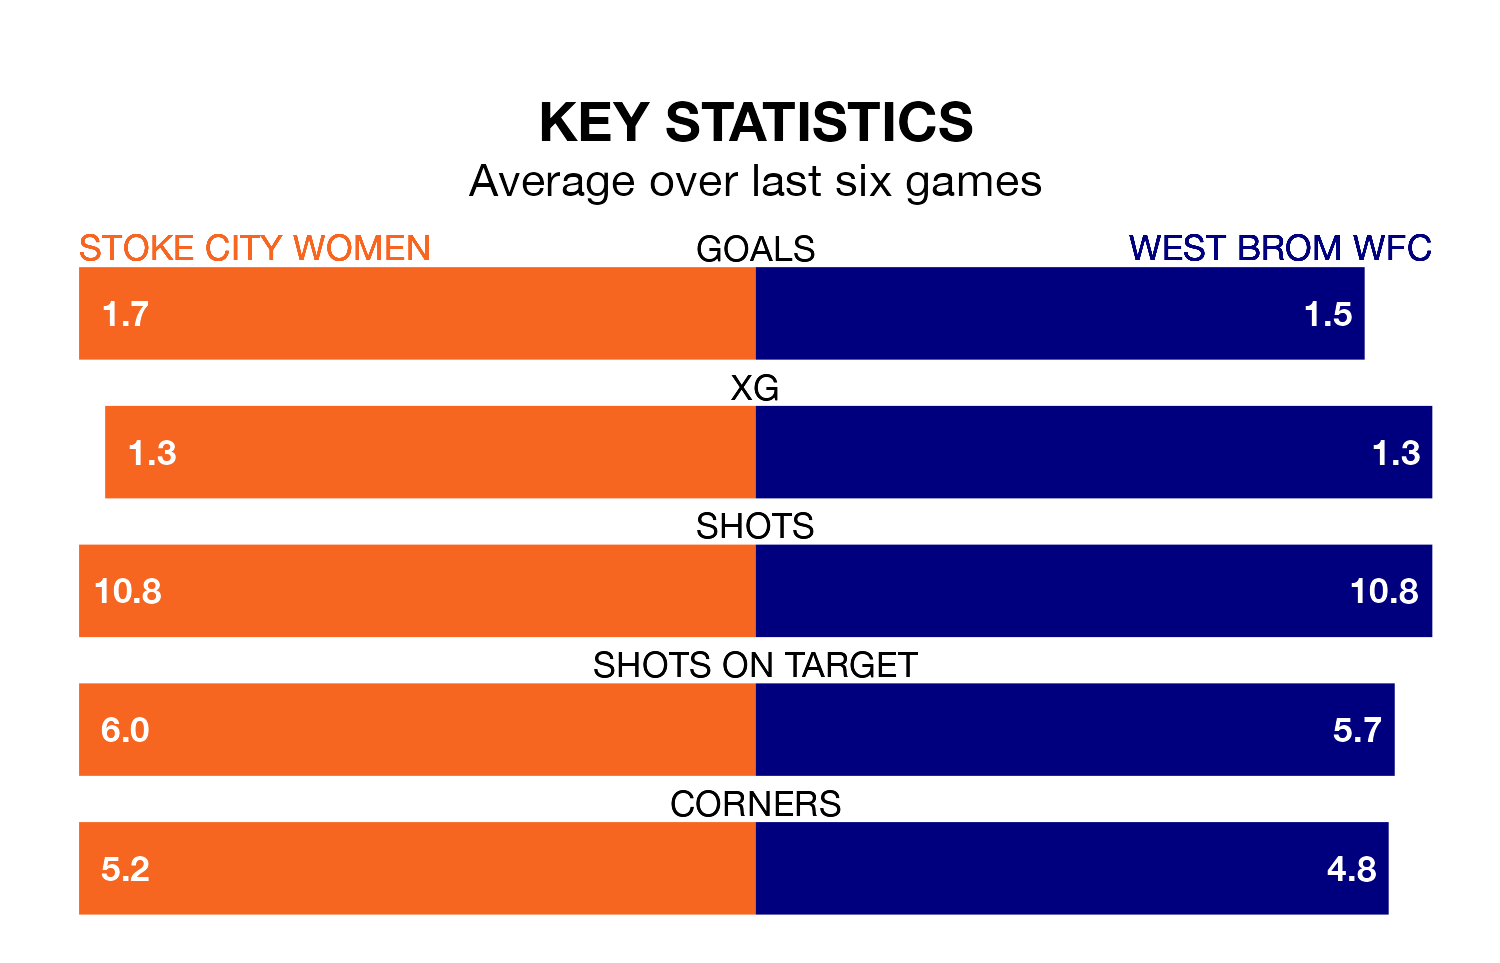 KEY STATISTICS
Average over last six games
STOKE CITY WOMEN GOALS WEST BROM WFC
1.7 1.5
XG
1.3 1.3
SHOTS
10.8 10.8
SHOTS ON TARGET
6.0 5.7
CORNERS
5.2 4.8